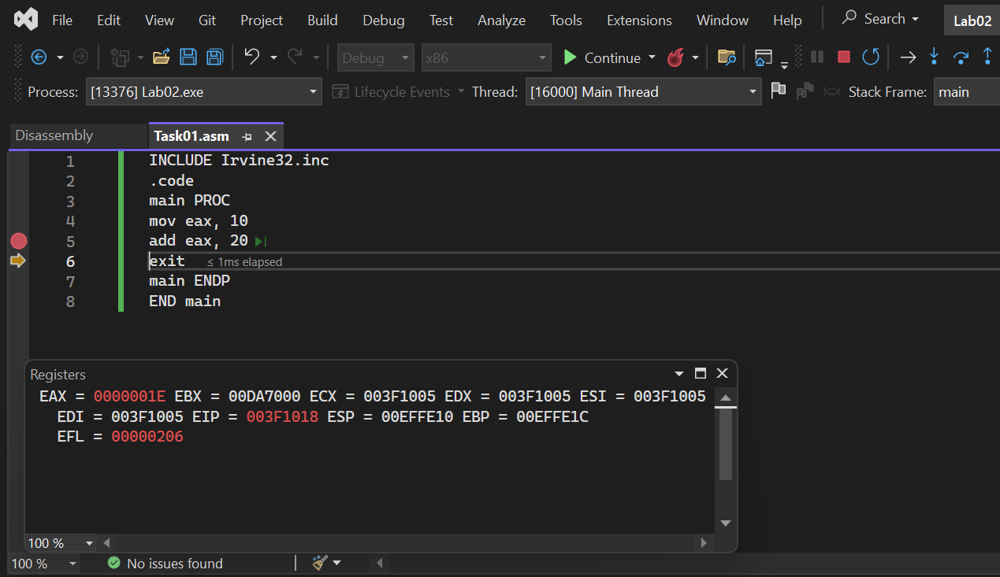 File Edit View Git Project Build Debug Test Analyze Tools Extensions Window Help Search Lab02
Debug x86 Continue
Process: [13376] Lab02.exe Lifecycle Events Thread: [16000] Main Thread Stack Frame: main
Disassembly Task01.asm
1 INCLUDE Irvine32.inc
2 .code
3 main PROC
4 mov eax, 10
5 add eax, 20
6 exit ≤ 1ms elapsed
7 main ENDP
8 END main
Registers
EAX = 0000001E EBX = 00DA7000 ECX = 003F1005 EDX = 003F1005 ESI = 003F1005
EDI = 003F1005 EIP = 003F1018 ESP = 00EFFE10 EBP = 00EFFE1C
EFL = 00000206
100 %
100 % No issues found